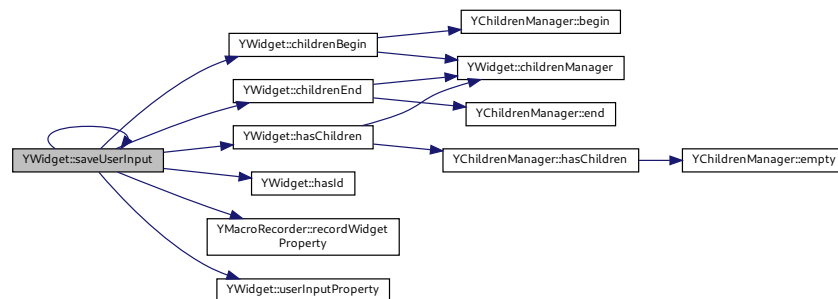 YWidget::saveUserInput
YWidget::childrenBegin
YWidget::childrenEnd
YWidget::hasChildren
YWidget::hasId
YMacroRecorder::recordWidget
Property
YWidget::userInputProperty
YChildrenManager::begin
YWidget::childrenManager
YChildrenManager::end
YChildrenManager::hasChildren
YChildrenManager::empty